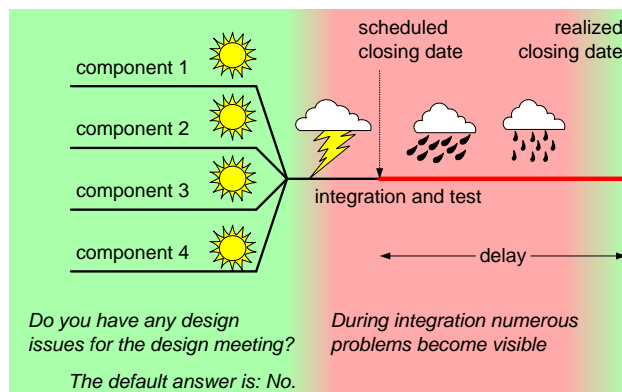 scheduled
closing date
realized
closing date
component 1
component 2
component 3
component 4
integration and test
delay
Do you have any design
issues for the design meeting?
The default answer is: No.
During integration numerous
problems become visible